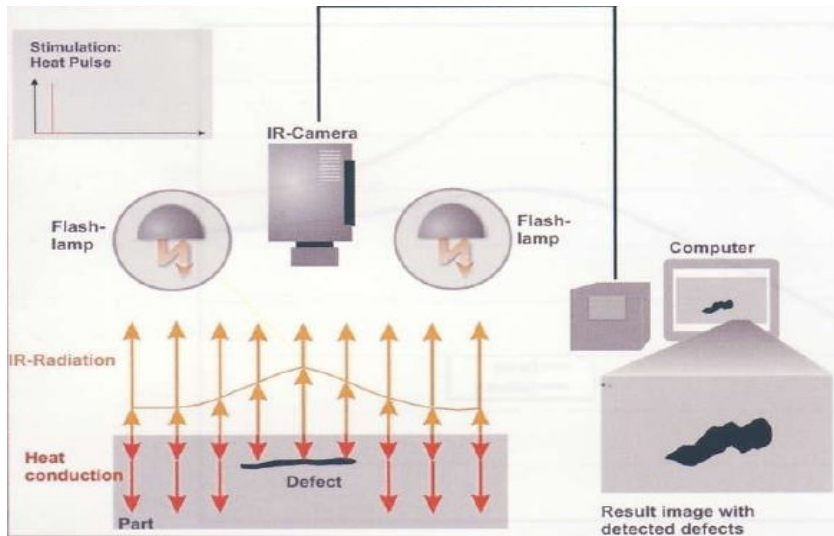 Stimulation:
Heat Pulse
IR-Camera
Flash-
lamp
Flash-
lamp
Computer
IR-Radiation
Heat
conduction
Defect
Part
Result image with
detected defects